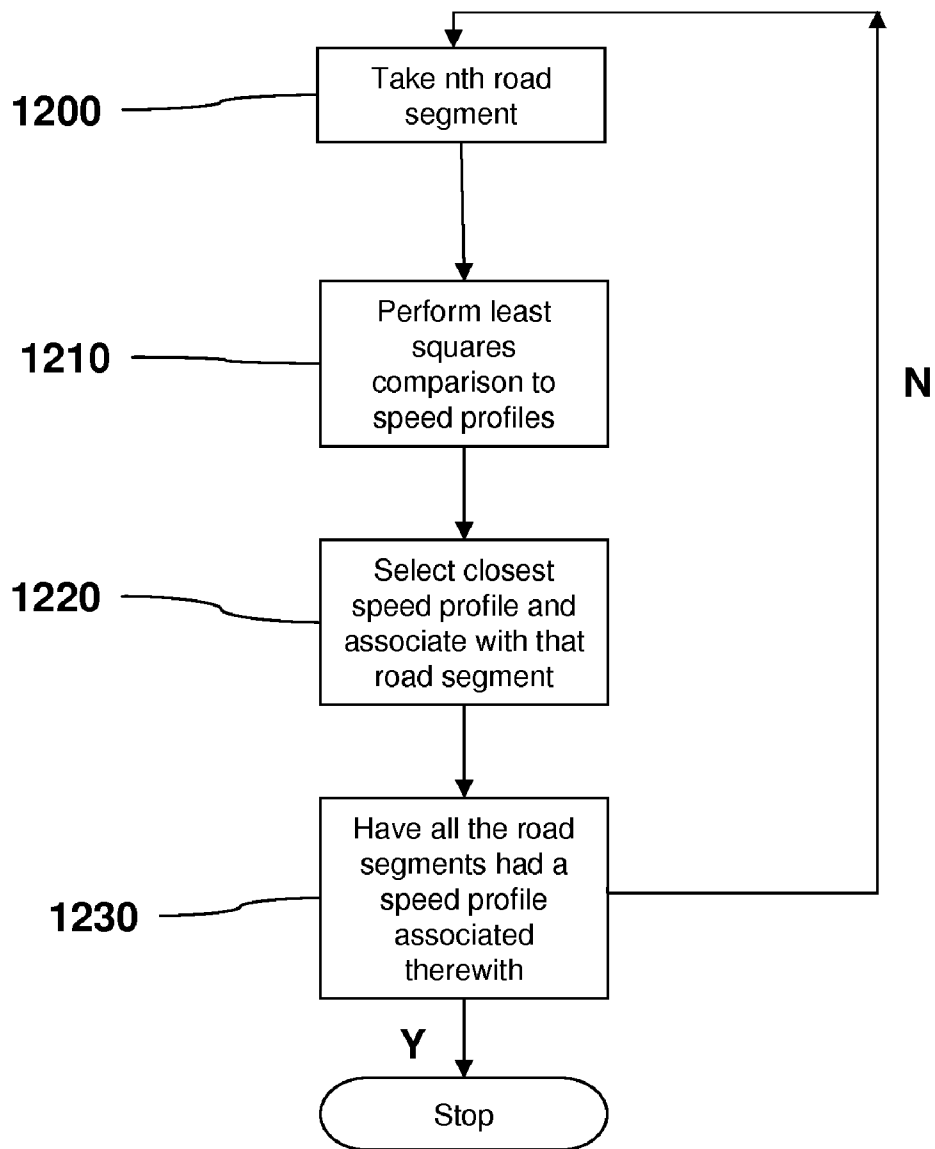 1200
Take nth road
segment
1210
Perform least
squares
comparison to
speed profiles
N
1220
Select closest
speed profile and
associate with that
road segment
1230
Have all the road
segments had a
speed profile
associated
therewith
Y
Stop